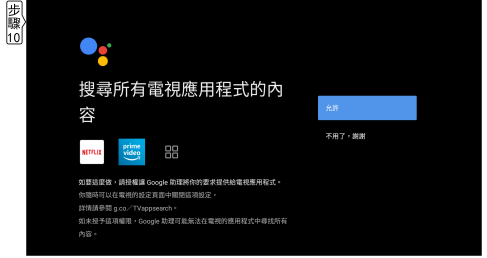 步驟10
搜尋所有電視應用程式的內
容
允許
不用了，謝謝
NETFLIX
prime
video
如要這麼做，請授權讓 Google 助理將你的要求提供給電視應用程式。
你隨時可以在電視的設定頁面中關閉這項設定。
詳情請參閱 g.co／TVappsearch。
如未授予這項權限，Google 助理可能無法在電視的應用程式中尋找所有
內容。